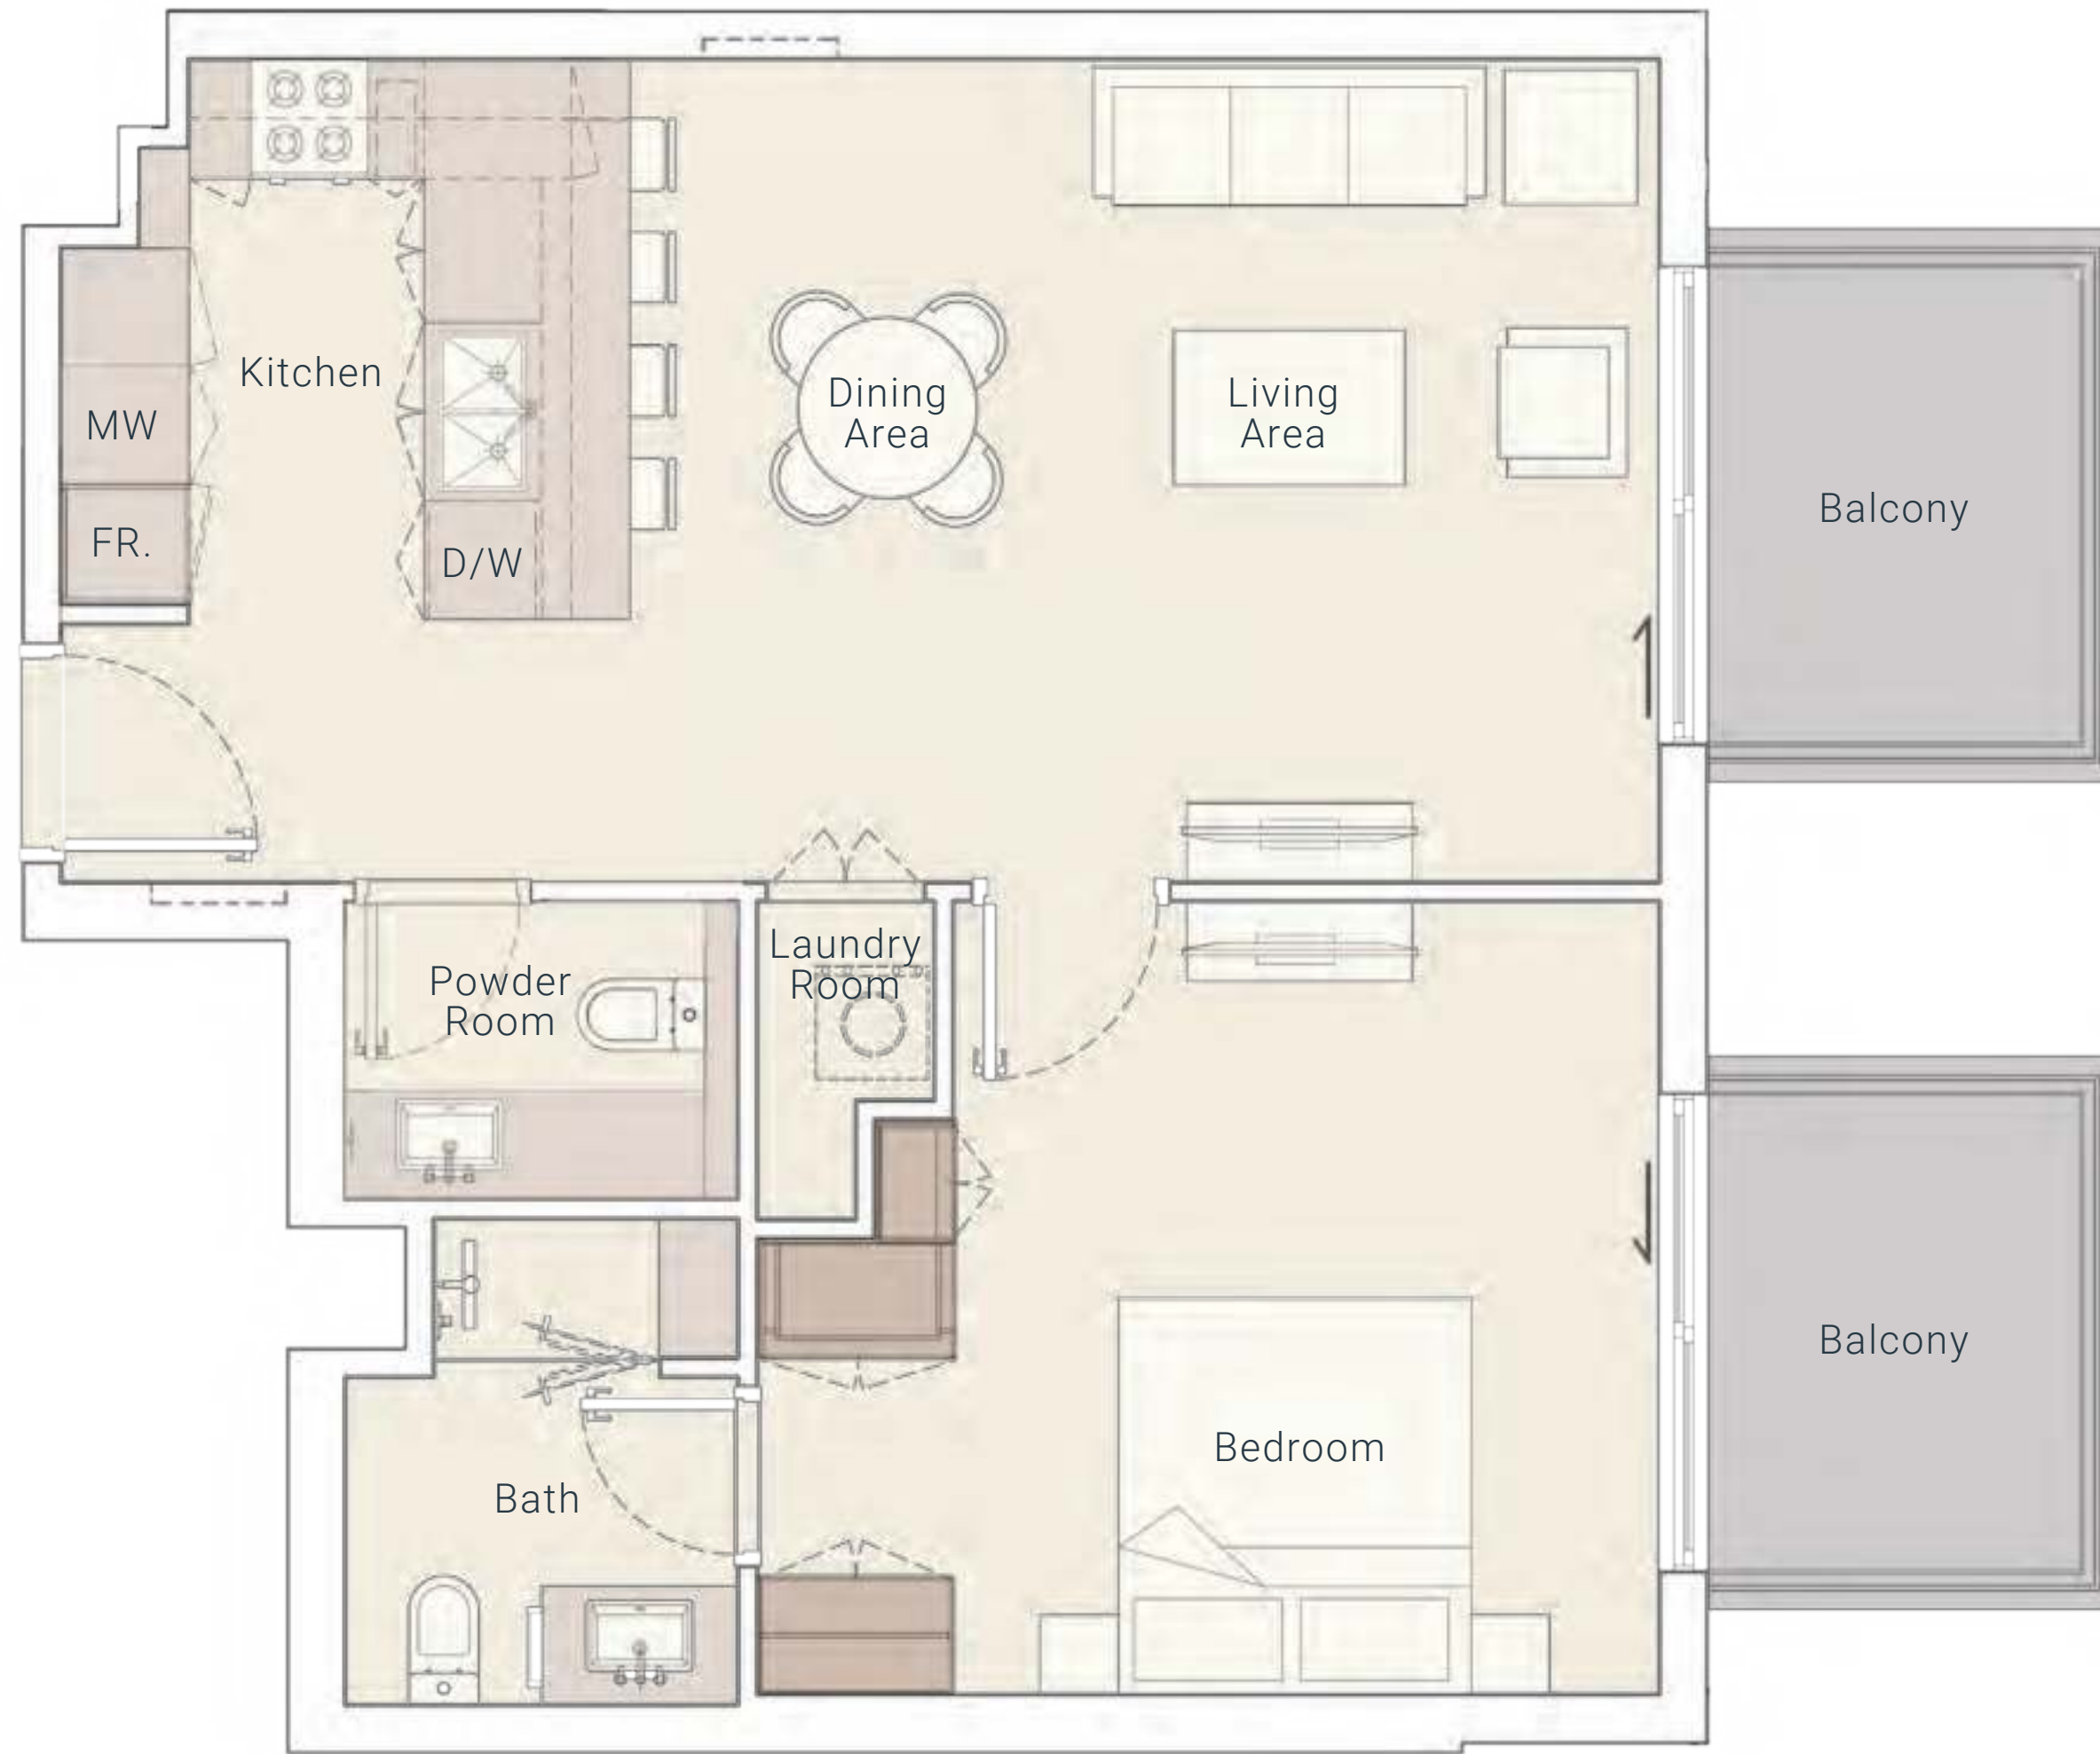 Kitchen
MW
FR.
D/W
Dining
Area
Living
Area
Balcony
Powder
Room
Laundry
Room
Bath
Bedroom
Balcony